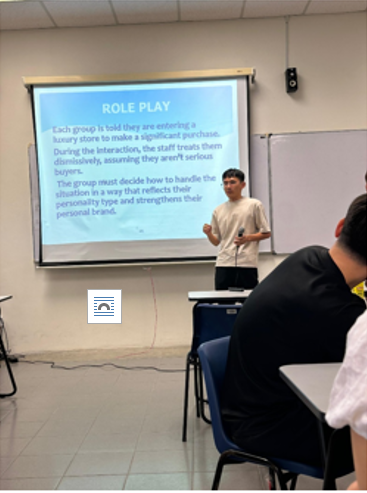 ROLE PLAY
Each group is told they are entering a
luxury store to make a significant purchase.
During the interaction, the staff treats them
dismissively, assuming they aren't serious
buyers.
The group must decide how to handle the
situation in a way that reflects their
personality type and strengthens their
personal brand.